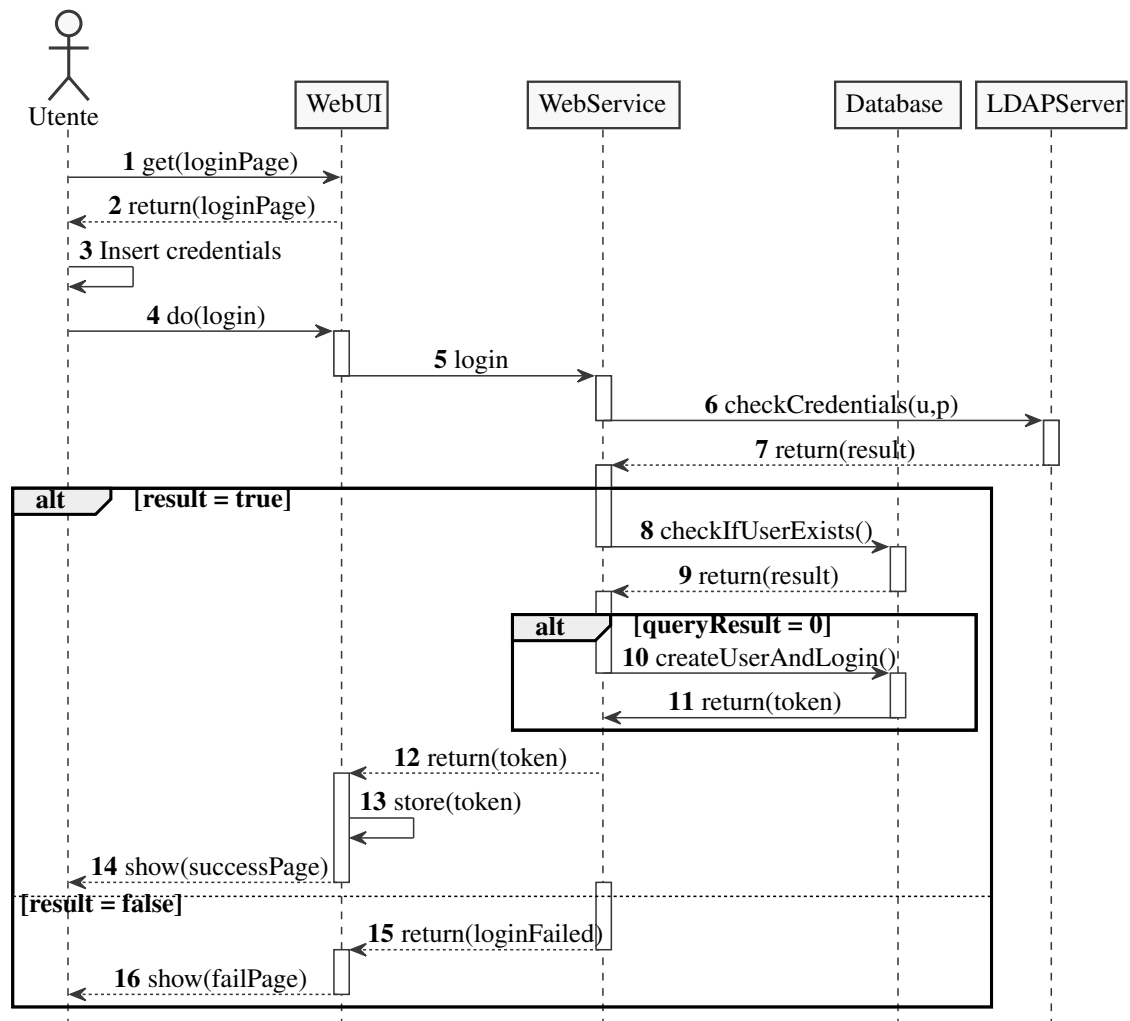 Utente
WebUI
WebService
Database
LDAPServer
1 get(loginPage)
2 return(loginPage)
3 Insert credentials
4 do(login)
5 login
6 checkCredentials(u,p)
7 return(result)
alt [result = true]
8 checkIfUserExists()
9 return(result)
alt [queryResult = 0]
10 createUserAndLogin()
11 return(token)
12 return(token)
13 store(token)
14 show(successPage)
[result = false]
15 return(loginFailed)
16 show(failPage)